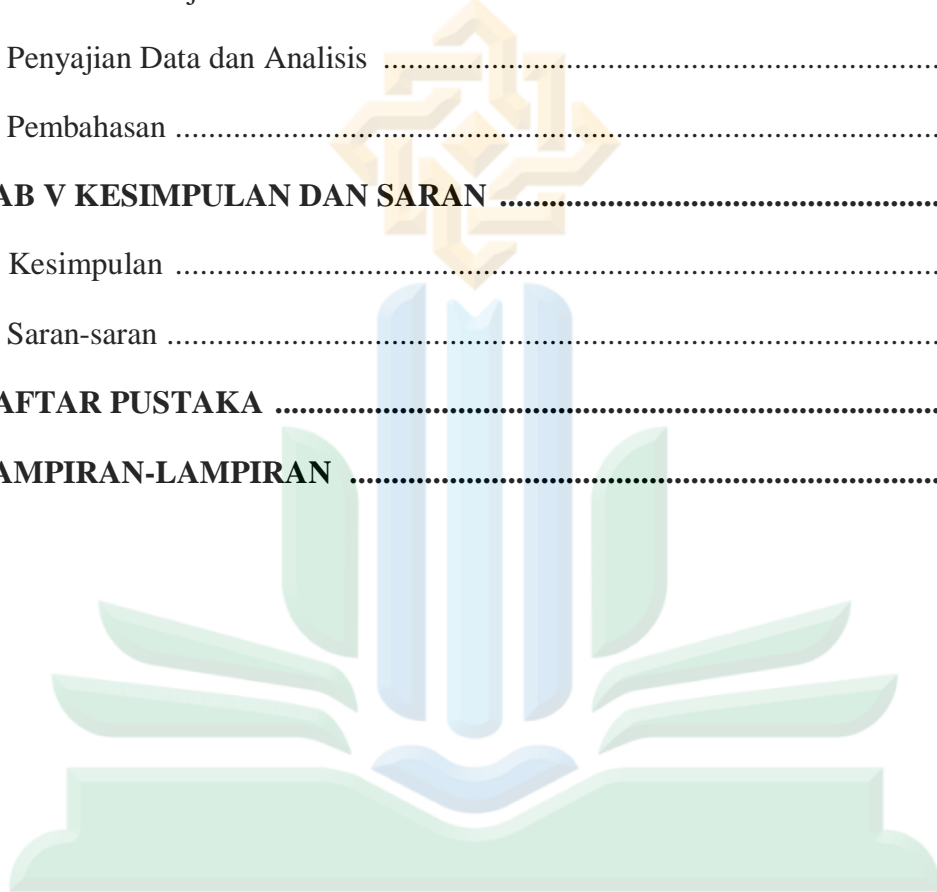 Penyajian Data dan Analisis ........................................................
Pembahasan ..............................................................................
AB V KESIMPULAN DAN SARAN ............................................
Kesimpulan ..............................................................................
Saran-saran ...............................................................................
AFTAR PUSTAKA ...................................................................
AMPIRAN-LAMPIRAN ...........................................................